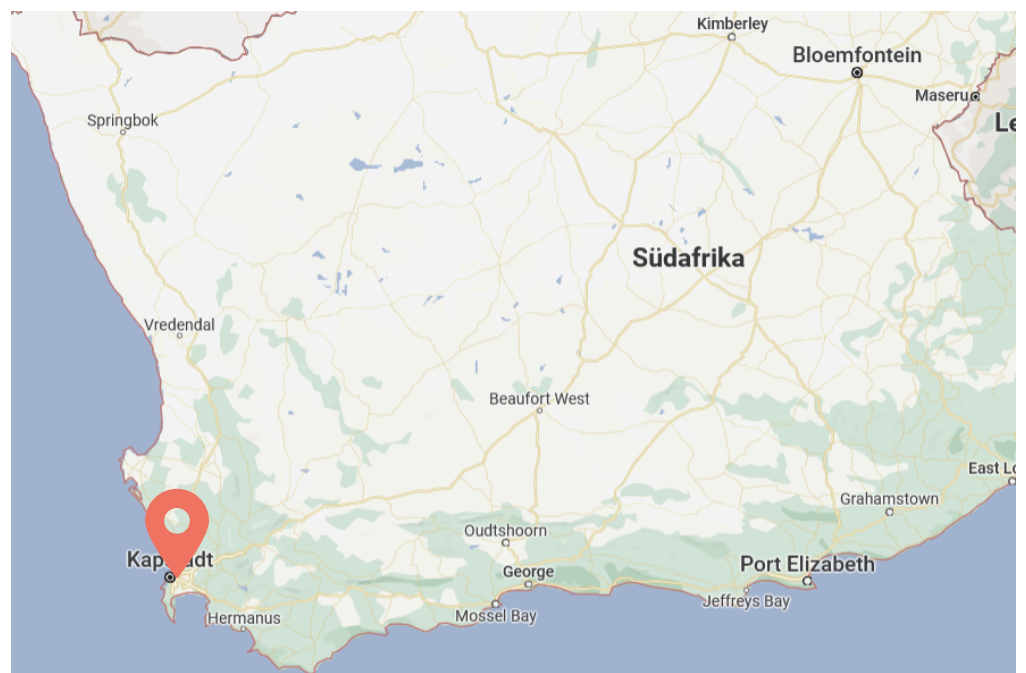 Kimberley
Bloemfontein
Maseru
Le
Springbok
Südafrika
Vredendal
Beaufort West
East Lo
Grahamstown
Oudtshoorn
Kapstadt
George
Port Elizabeth
Jeffreys Bay
Mossel Bay
Hermanus